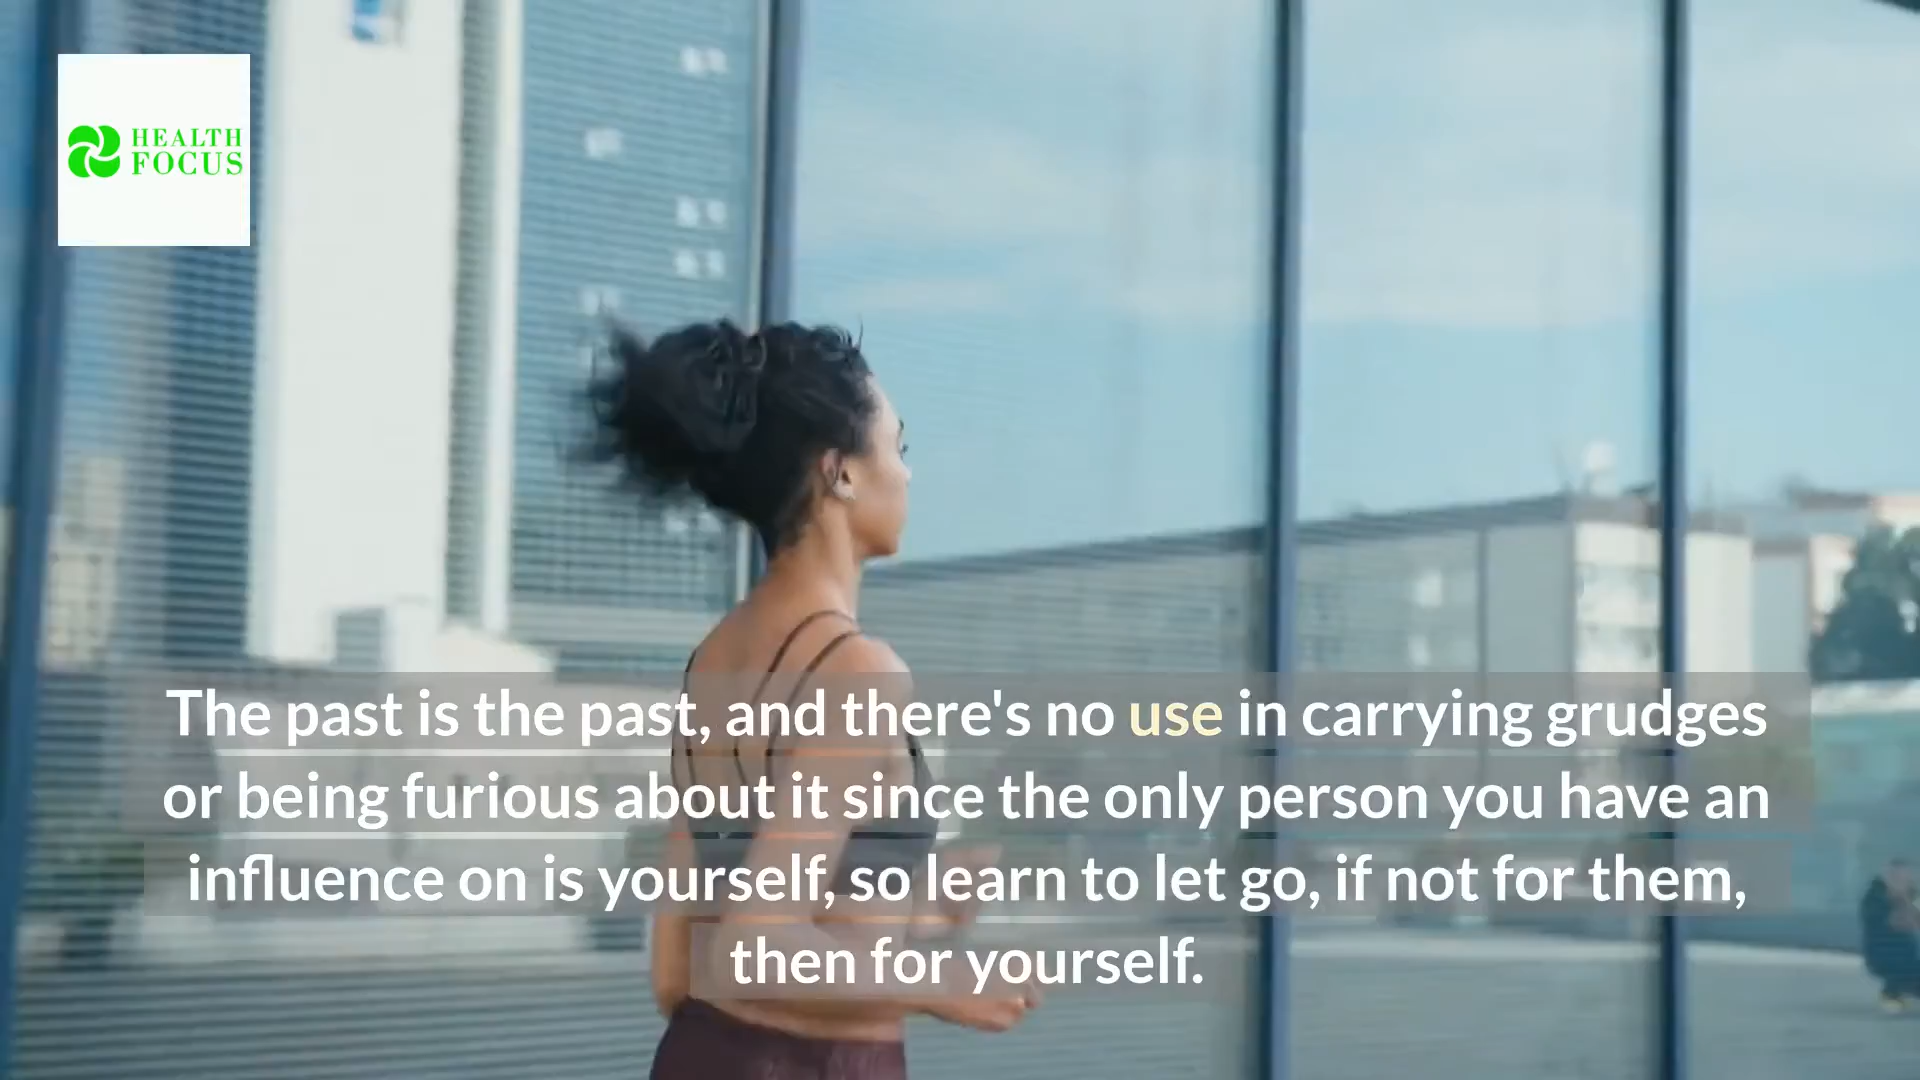 HEALTH
FOCUS
The past is the past, and there's no use in carrying grudges
or being furious about it since the only person you have an
influence on is yourself, so learn to let go, if not for them,
then for yourself.